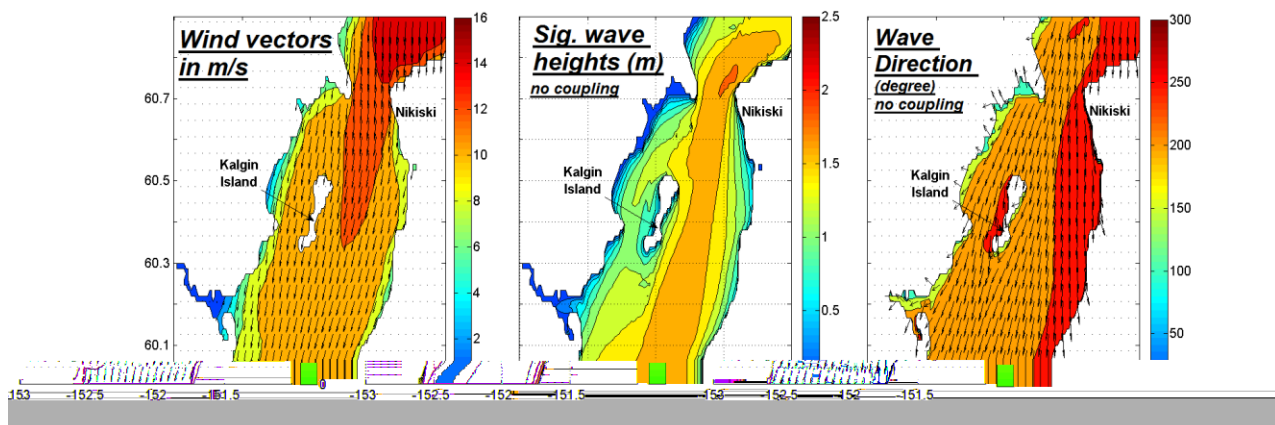 Wind vectors
in m/s
60.7
60.5
60.3
60.1
Nikiski
Kalgin
Island
16
14
12
10
8
6
4
2
Sig. wave
heights (m)
no coupling
Nikiski
Kalgin
Island
2.5
2
1.5
1
0.5
Wave
Direction
(degree)
no coupling
Nikiski
Kalgin
Island
300
250
200
150
100
50
153 -152.5 -152 -153 -152.5 -152 -151.5 -153 -152.5 -152 -151.5